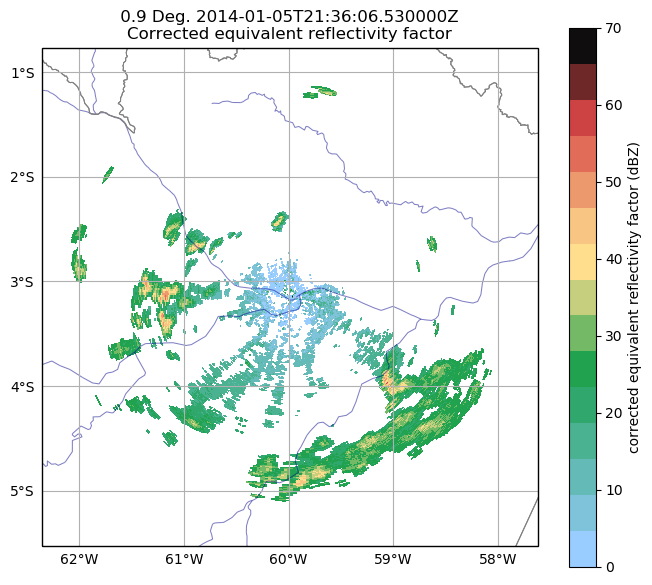 0.9 Deg. 2014-01-05T21:36:06.530000Z
Corrected equivalent reflectivity factor
1°S
2°S
3°S
4°S
5°S
62°W 61°W 60°W 59°W 58°W
70
60
50
40
30
20
10
0
corrected equivalent reflectivity factor (dBZ)